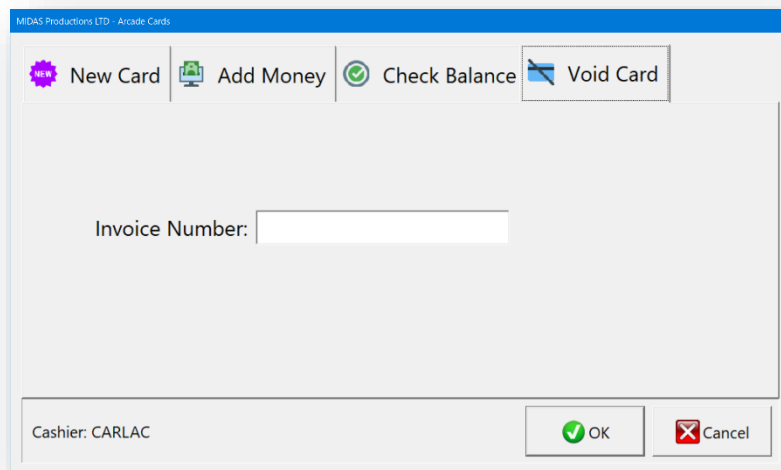 MIDAS Productions LTD - Arcade Cards
NEW New Card Add Money Check Balance Void Card
Invoice Number:
Cashier: CARLAC OK Cancel